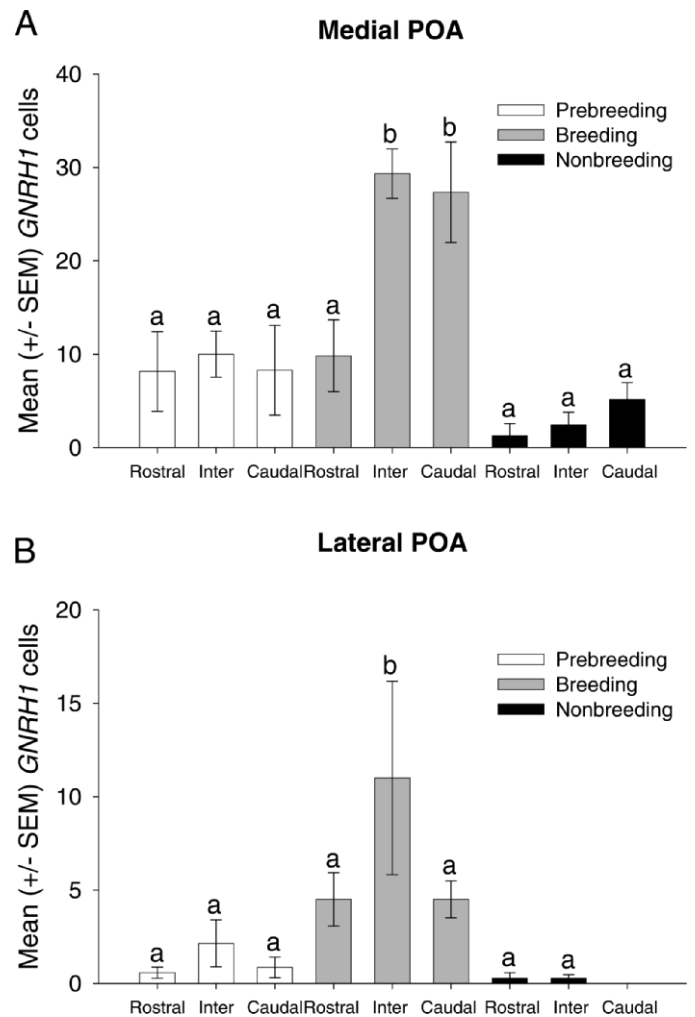 A
Medial POA
Mean (+/- SEM) GNRH1 cells
40
30
20
10
0
Prebreeding
Breeding
Nonbreeding
a a a a b b a a a
Rostral Inter Caudal Rostral Inter Caudal Rostral Inter Caudal
B
Lateral POA
Mean (+/- SEM) GNRH1 cells
20
15
10
5
0
Prebreeding
Breeding
Nonbreeding
a a a a b a a a
Rostral Inter Caudal Rostral Inter Caudal Rostral Inter Caudal